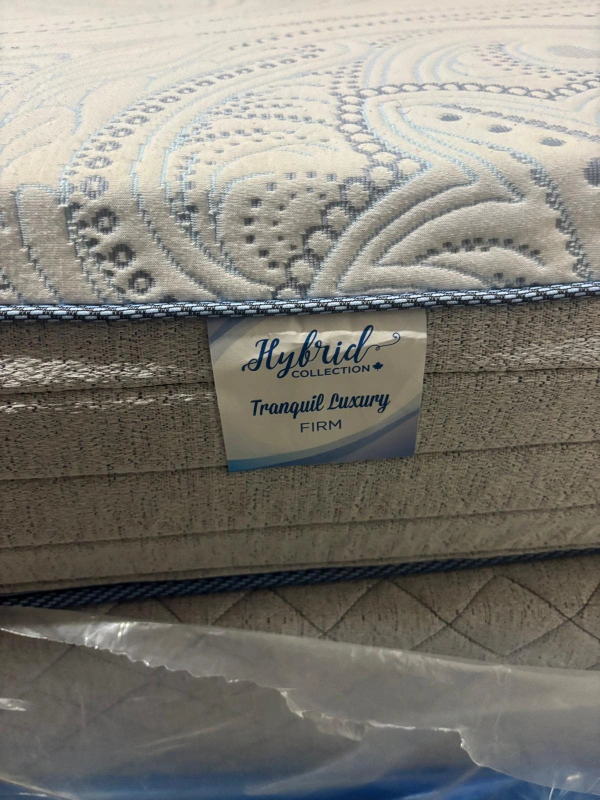 Hybrid
COLLECTION
Tranquil Luxury
FIRM